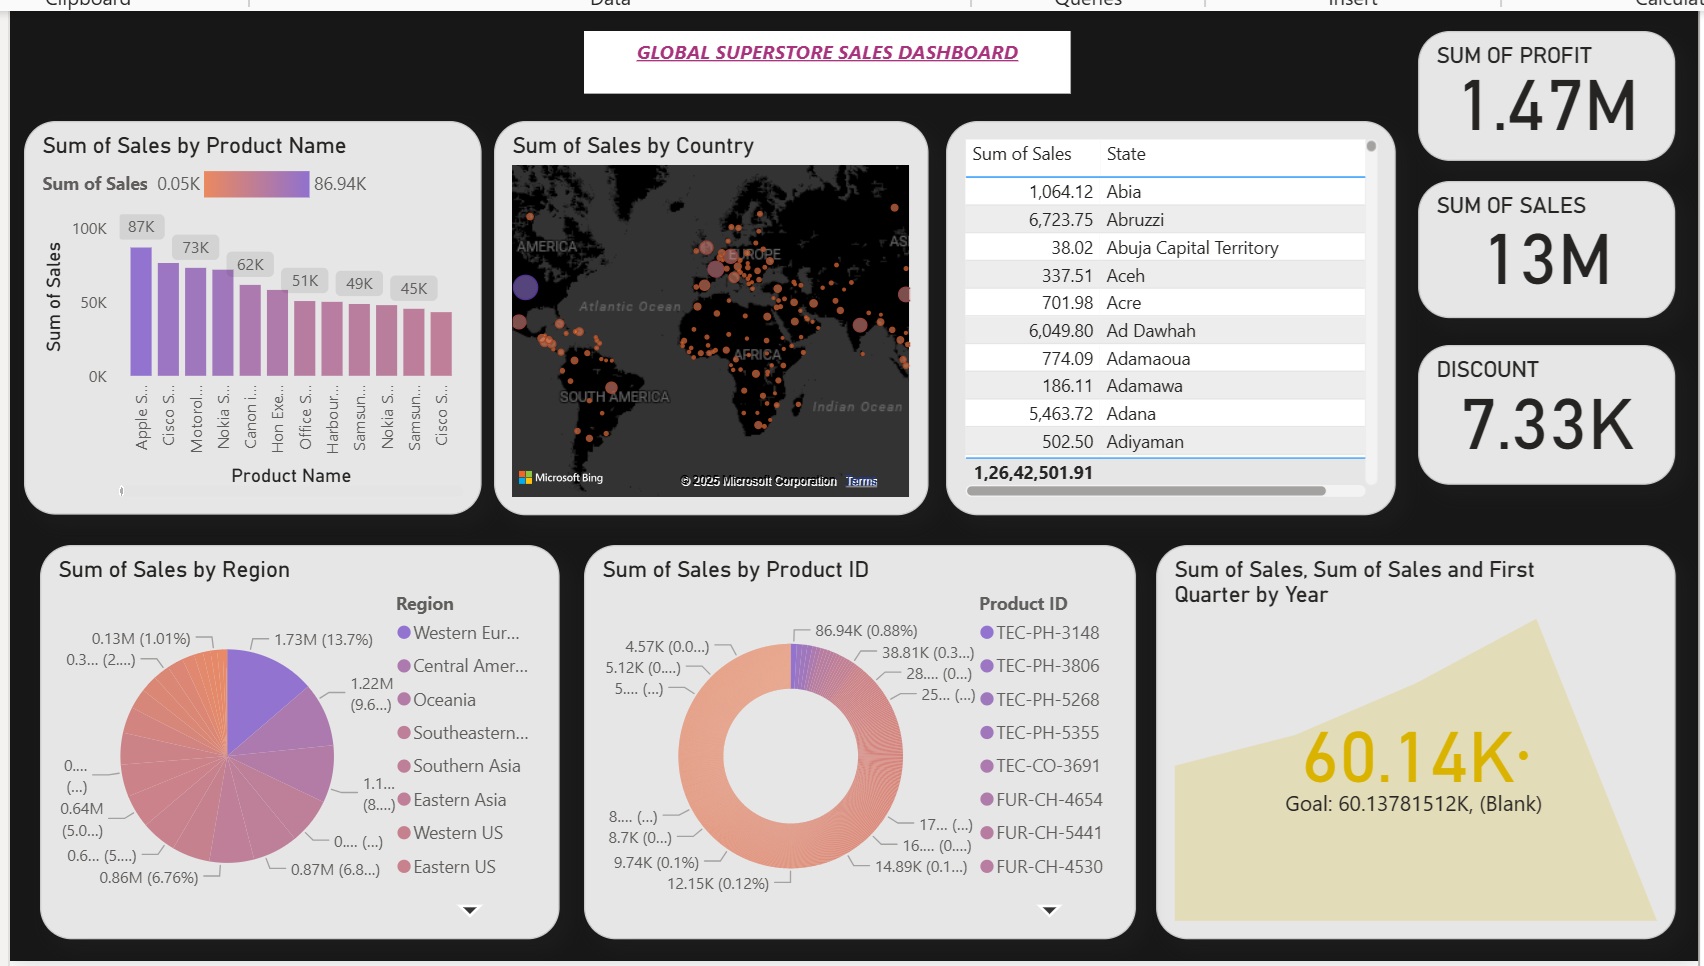 Clipboard
Data
Queries
Insert
GLOBAL SUPERSTORE SALES DASHBOARD
SUM OF PROFIT
1.47M
SUM OF SALES
13M
DISCOUNT
7.33K
Sum of Sales by Product Name
Sum of Sales 0.05K 86.94K
Sum of Sales
100K
50K
0K
87K
73K
62K
51K
49K
45K
Apple S...
Cisco S...
Motorol...
Nokia S...
Canon i...
Hon Exe...
Office S...
Harbour...
Samsun...
Nokia S...
Samsun...
Cisco S...
Product Name
Sum of Sales by Country
AMERICA
EUROPE
AS
Atlantic Ocean
AFRICA
SOUTH AMERICA
Indian Ocean
Microsoft Bing
© 2025 Microsoft Corporation Terms
Sum of Sales State
1,064.12 Abia
6,723.75 Abruzzi
38.02 Abuja Capital Territory
337.51 Aceh
701.98 Acre
6,049.80 Ad Dawhah
774.09 Adamaoua
186.11 Adamawa
5,463.72 Adana
502.50 Adiyaman
1,26,42,501.91
Sum of Sales by Region
0.13M (1.01%)
0.3... (2....)
0....
(...)
0.64M
(5.0...)
0.6... (5....)
0.86M (6.76%)
1.73M (13.7%)
1.22M
(9.6...)
1.1...
(8....)
0.... (...)
0.87M (6.8...)
Region
Western Eur...
Central Amer...
Oceania
Southeastern...
Southern Asia
Eastern Asia
Western US
Eastern US
Sum of Sales by Product ID
4.57K (0.0...)
5.12K (0....)
5.... (...)
8.... (...)
8.7K (0...)
9.74K (0.1%)
12.15K (0.12%)
86.94K (0.88%)
38.81K (0.3...)
28.... (0...)
25... (...)
17... (...)
16.... (0....)
14.89K (0.1...)
Product ID
TEC-PH-3148
TEC-PH-3806
TEC-PH-5268
TEC-PH-5355
TEC-CO-3691
FUR-CH-4654
FUR-CH-5441
FUR-CH-4530
Sum of Sales, Sum of Sales and First
Quarter by Year
60.14K
Goal: 60.13781512K, (Blank)